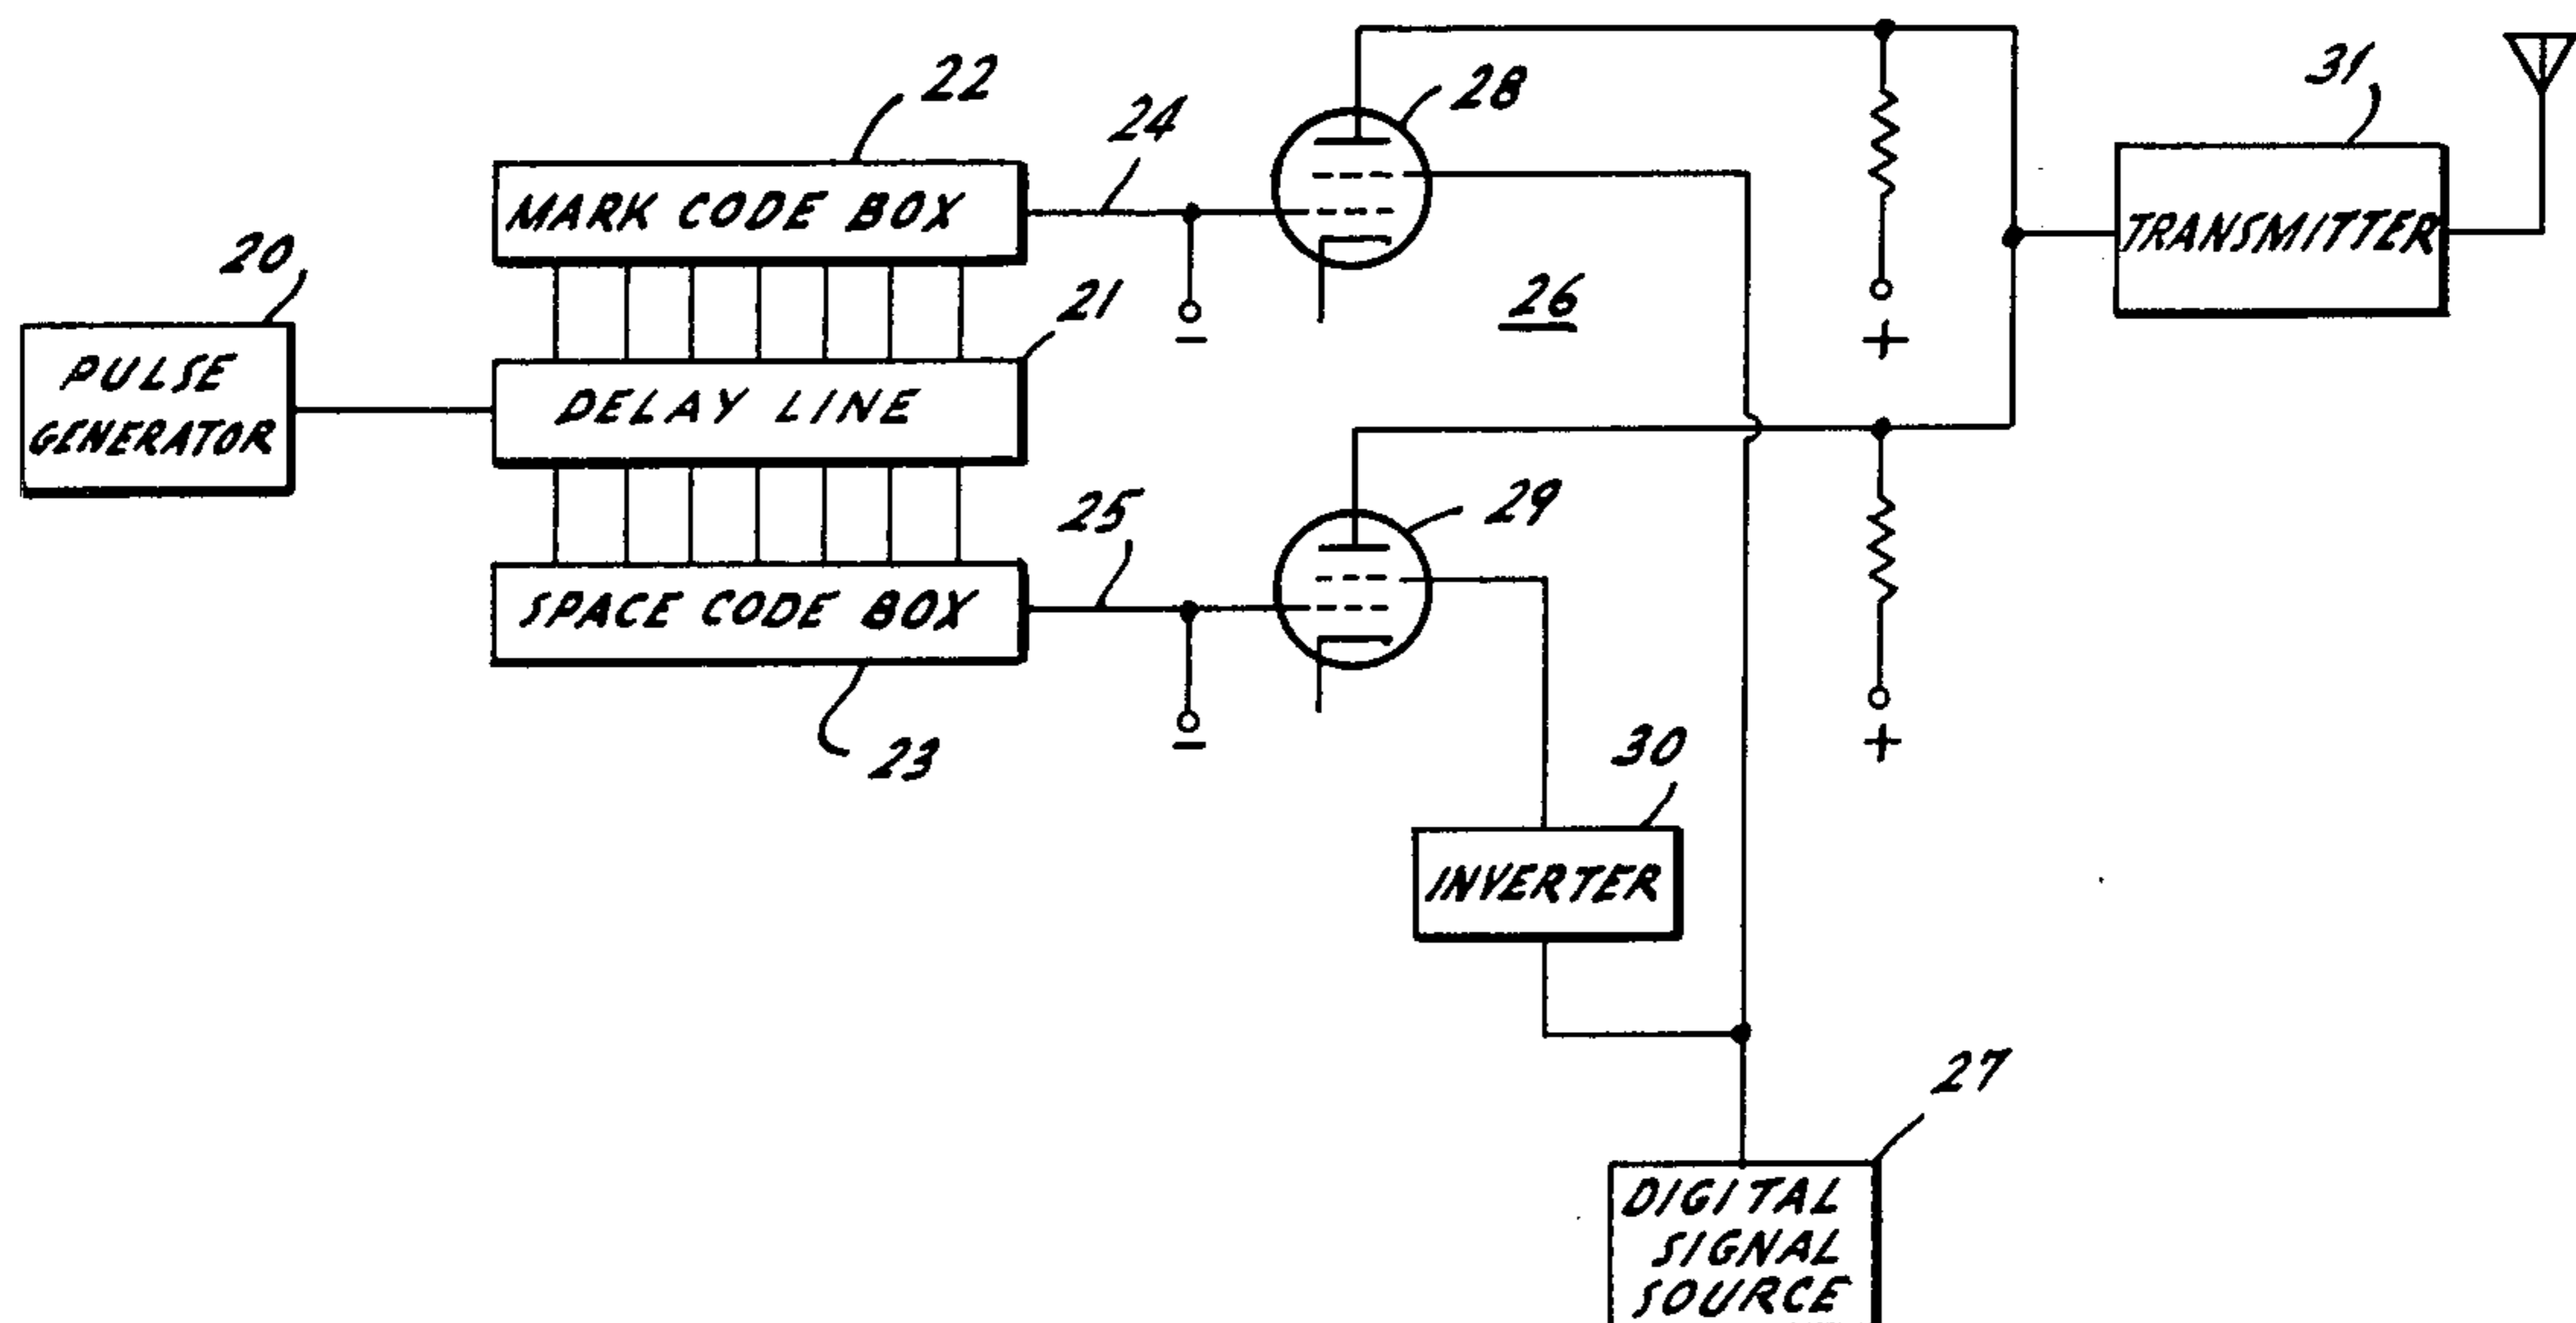 22
24
28
31
MARK CODE BOX
TRANSMITTER
20
21
26
PULSE
GENERATOR
DELAY LINE
25
29
SPACE CODE BOX
23
30
INVERTER
27
DIGITAL
SIGNAL
SOURCE